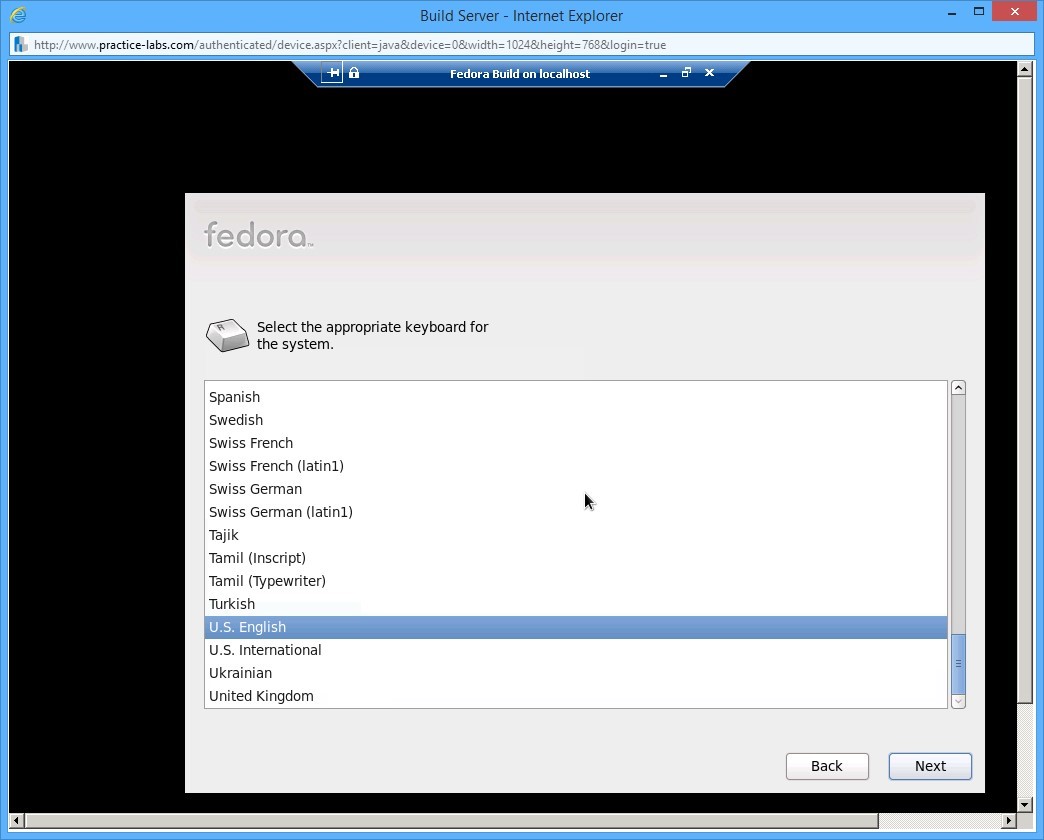 Build Server - Internet Explorer
http://www.practice-labs.com/authenticated/device.aspx?client=java&device=0&width=1024&height=768&login=true
Fedora Build on localhost
fedora™
Select the appropriate keyboard for
the system.
Spanish
Swedish
Swiss French
Swiss French (latin1)
Swiss German
Swiss German (latin1)
Tajik
Tamil (Inscript)
Tamil (Typewriter)
Turkish
U.S. English
U.S. International
Ukrainian
United Kingdom
Back
Next